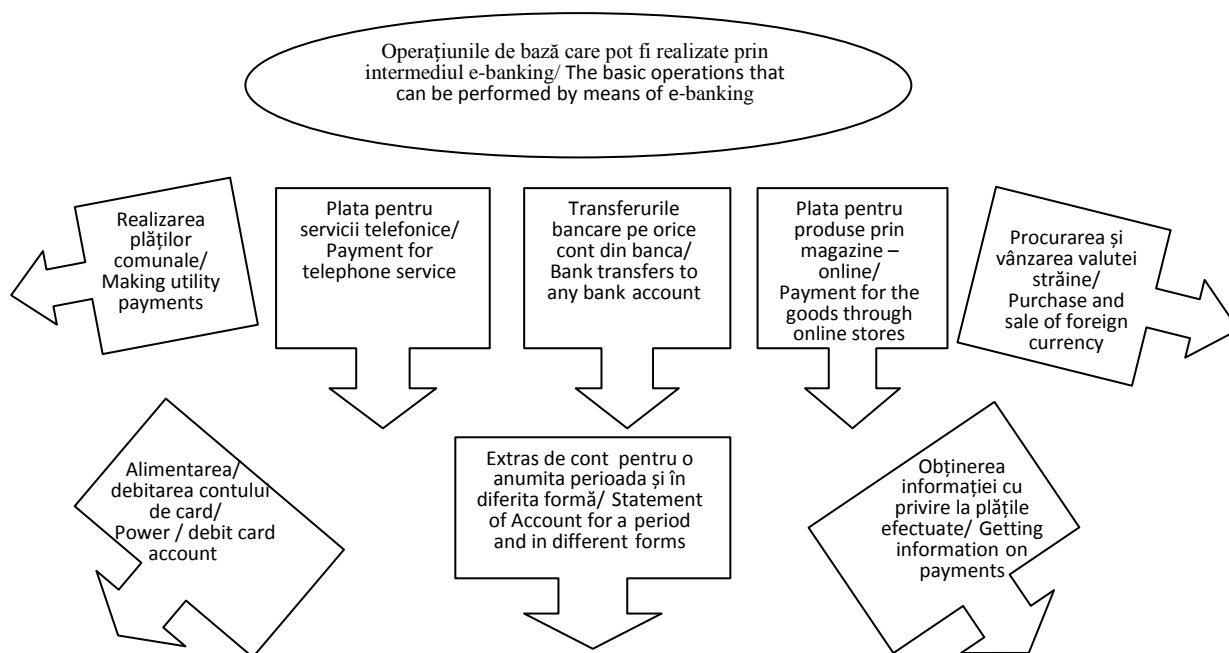 Operațiunile de bază care pot fi realizate prin
intermediul e-banking/ The basic operations that
can be performed by means of e-banking
Realizarea
plăților
comunale/
Making utility
payments
Plata pentru
servicii telefonice/
Payment for
telephone service
Transferurile
bancare pe orice
cont din banca/
Bank transfers to
any bank account
Plata pentru
produse prin
magazine –
online/
Payment for the
goods through
online stores
Procurarea și
vânzarea valutei
străine/
Purchase and
sale of foreign
currency
Alimentarea/
debitarea contului
de card/
Power / debit card
account
Extras de cont pentru o
anumita perioada și în
diferita formă/ Statement
of Account for a period
and in different forms
Obținerea
informației cu
privire la plățile
efectuate/ Getting
information on
payments